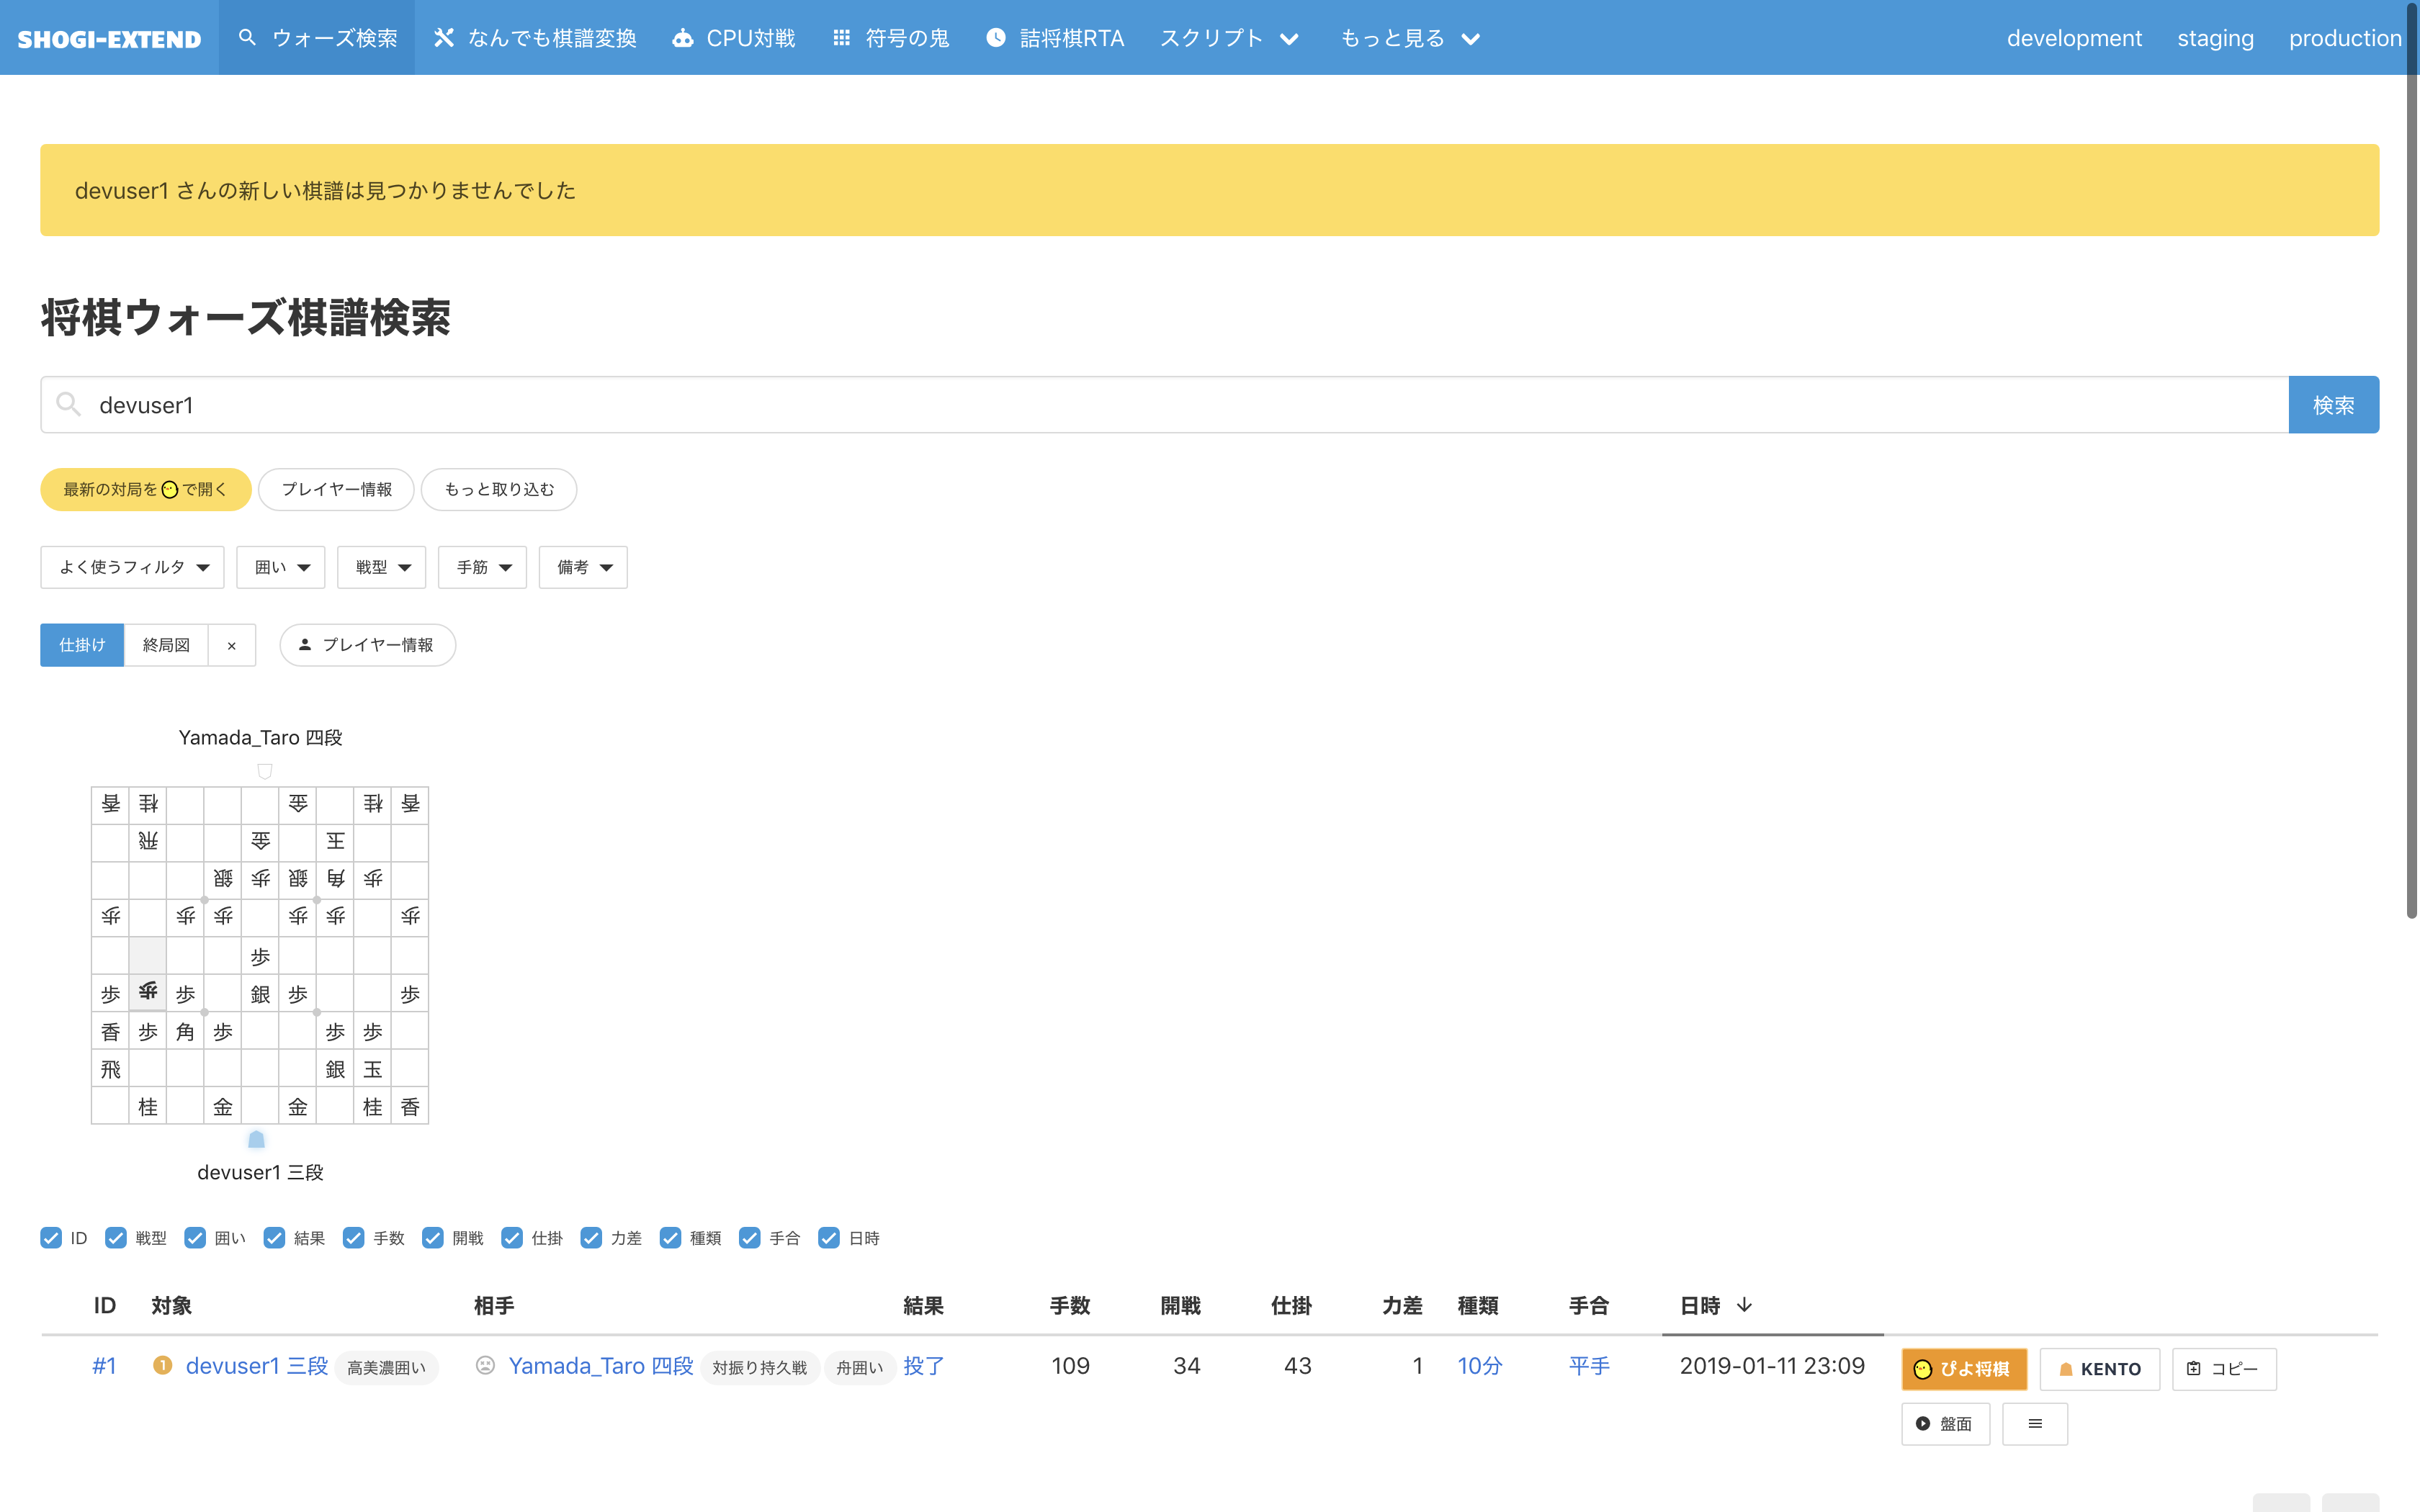 SHOGI-EXTEND ウォーズ検索 なんでも棋譜変換 CPU対戦 符号の鬼 詰将棋RTA スクリプト もっと見る development staging production
devuser1 さんの新しい棋譜は見つかりませんでした
将棋ウォーズ棋譜検索
devuser1 検索
最新の対局を で開く プレイヤー情報 もっと取り込む
よく使うフィルタ 囲い 戦型 手筋 備考
仕掛け 終局図 × プレイヤー情報
Yamada_Taro 四段
香 桂 金 桂 香
飛 金 玉
銀 歩 銀 角 歩
歩 歩 歩 歩 歩 歩
歩
歩 歩 歩 銀 歩 歩
香 歩 角 歩 歩 歩
飛 銀 玉
桂 金 金 桂 香
devuser1 三段
ID 戦型 囲い 結果 手数 開戦 仕掛 力差 種類 手合 日時
ID 対象 相手 結果 手数 開戦 仕掛 力差 種類 手合 日時
#1 1 devuser1 三段 高美濃囲い Yamada_Taro 四段 対振り持久戦 舟囲い 投了 109 34 43 1 10分 平手 2019-01-11 23:09 ぴよ将棋 KENTO コピー
盤面